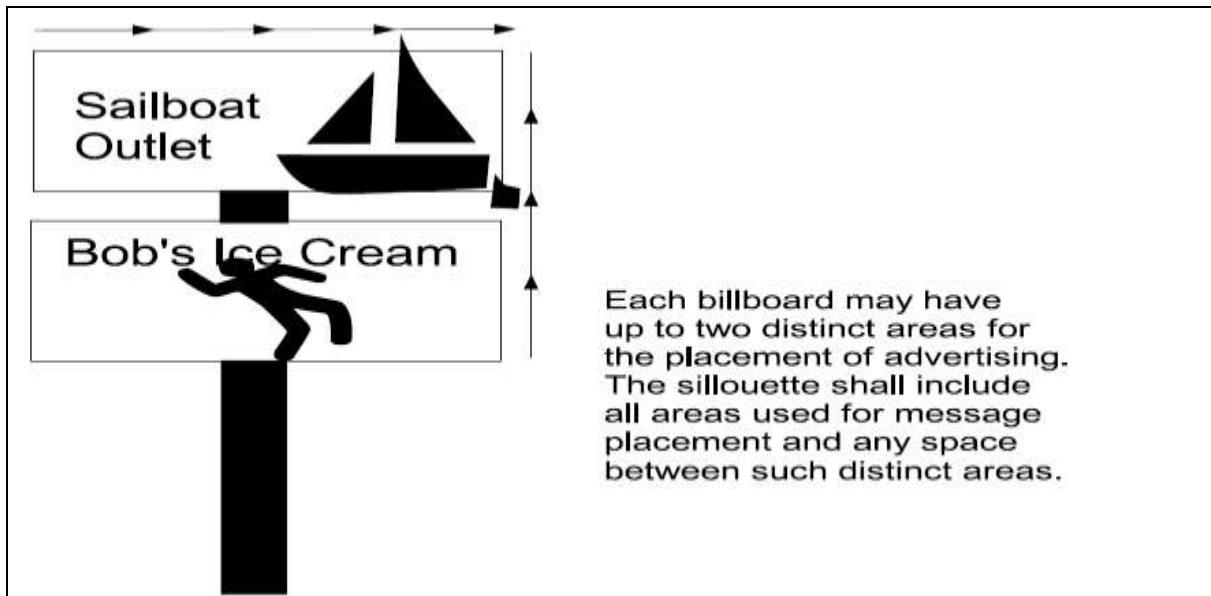 Sailboat
Outlet
Bob's Ice Cream
Each billboard may have
up to two distinct areas for
the placement of advertising.
The sillouette shall include
all areas used for message
placement and any space
between such distinct areas.